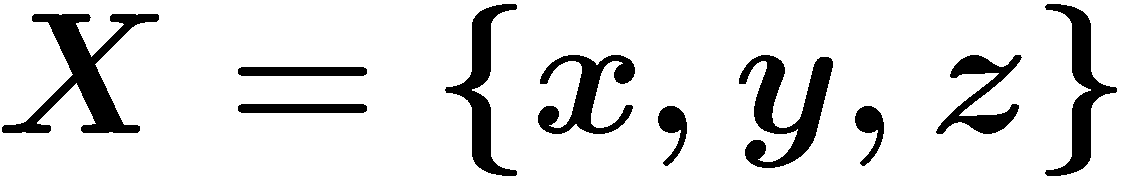 X = {x, y, z}